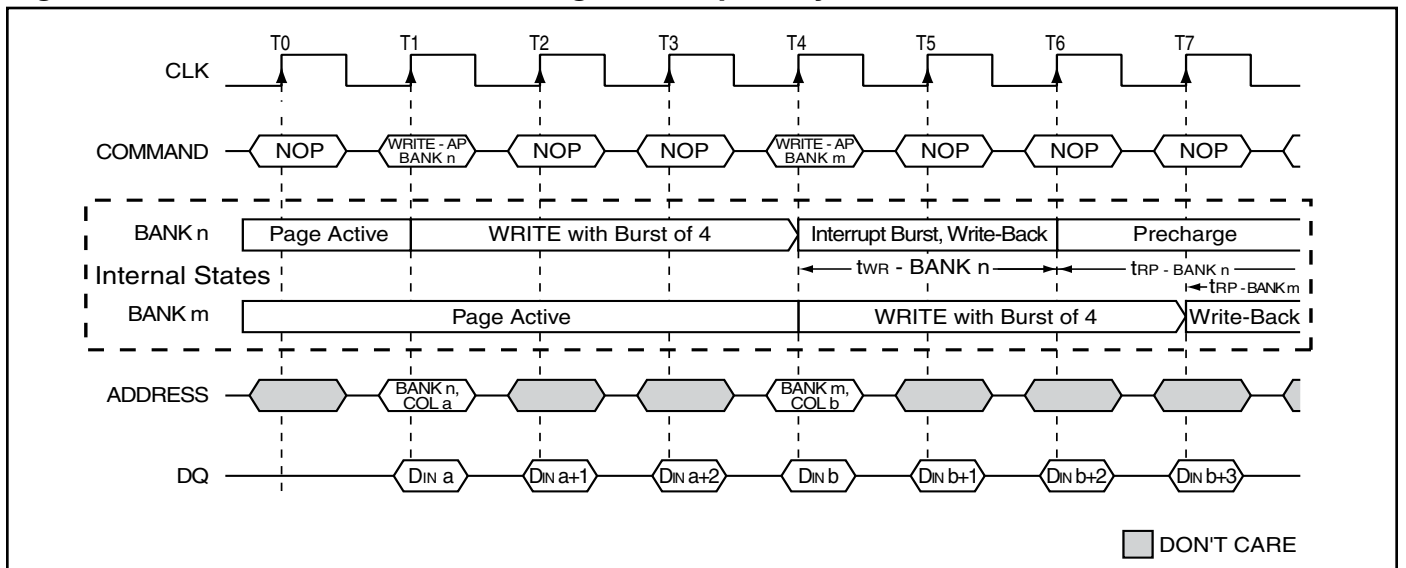 T0 T1 T2 T3 T4 T5 T6 T7
CLK
COMMAND NOP WRITE - AP NOP NOP WRITE - AP NOP NOP NOP
BANK n BANK m
BANK n Page Active WRITE with Burst of 4 Interrupt Burst, Write-Back Precharge
tWR - BANK n tRP - BANK n
Internal States
tRP - BANK m
BANK m Page Active WRITE with Burst of 4 Write-Back
ADDRESS BANK n, BANK m,
COL a COL b
DQ DIN a DIN a+1 DIN a+2 DIN b DIN b+1 DIN b+2 DIN b+3
DON'T CARE